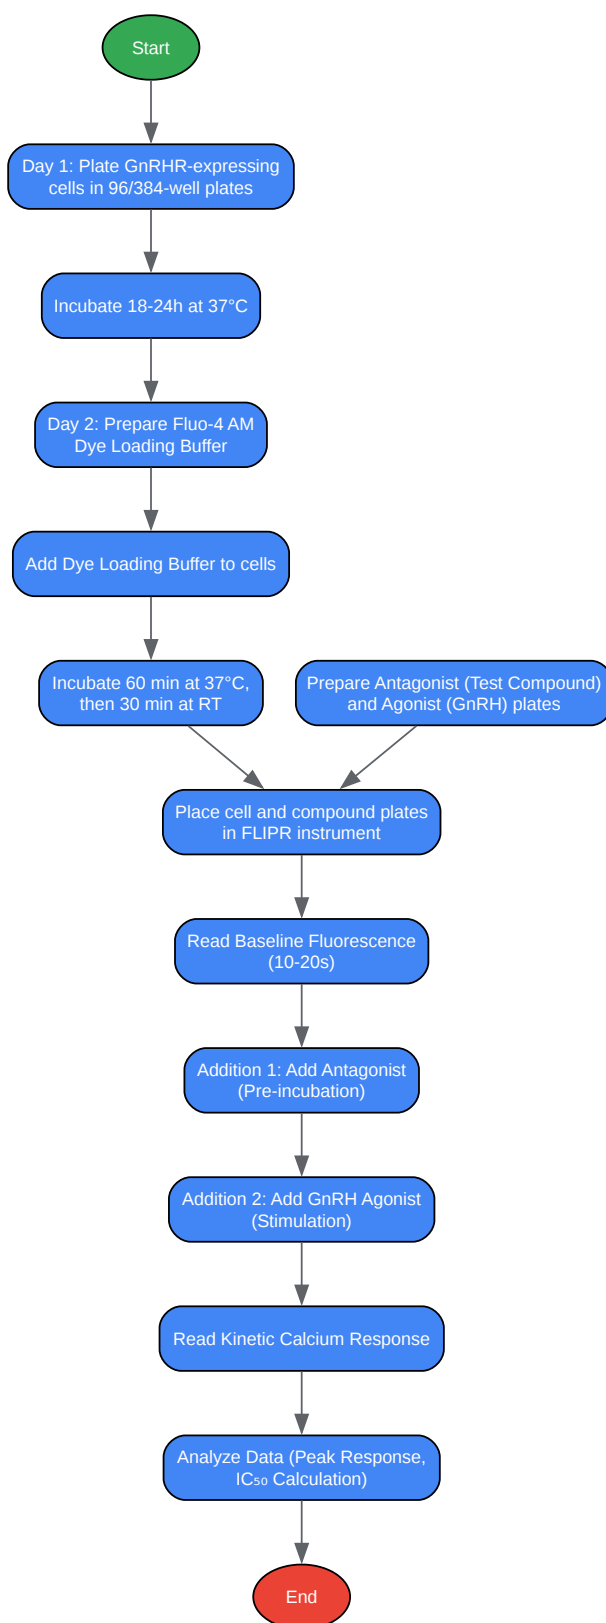 Start
Day 1: Plate GnRHR-expressing
cells in 96/384-well plates
Incubate 18-24h at 37°C
Day 2: Prepare Fluo-4 AM
Dye Loading Buffer
Add Dye Loading Buffer to cells
Incubate 60 min at 37°C,
then 30 min at RT
Prepare Antagonist (Test Compound)
and Agonist (GnRH) plates
Place cell and compound plates
in FLIPR instrument
Read Baseline Fluorescence
(10-20s)
Addition 1: Add Antagonist
(Pre-incubation)
Addition 2: Add GnRH Agonist
(Stimulation)
Read Kinetic Calcium Response
Analyze Data (Peak Response,
IC₅₀ Calculation)
End